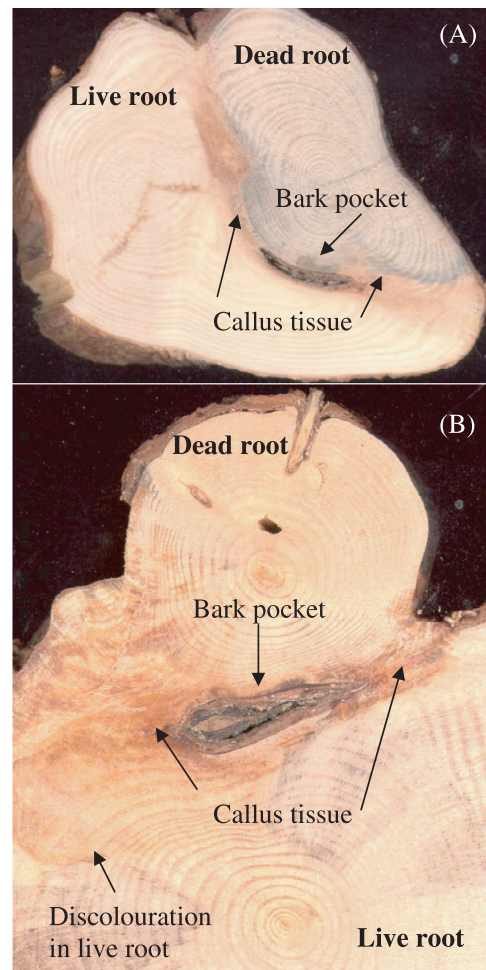 (A)
Dead root
Live root
Bark pocket
Callus tissue
(B)
Dead root
Bark pocket
Callus tissue
Discolouration
in live root
Live root